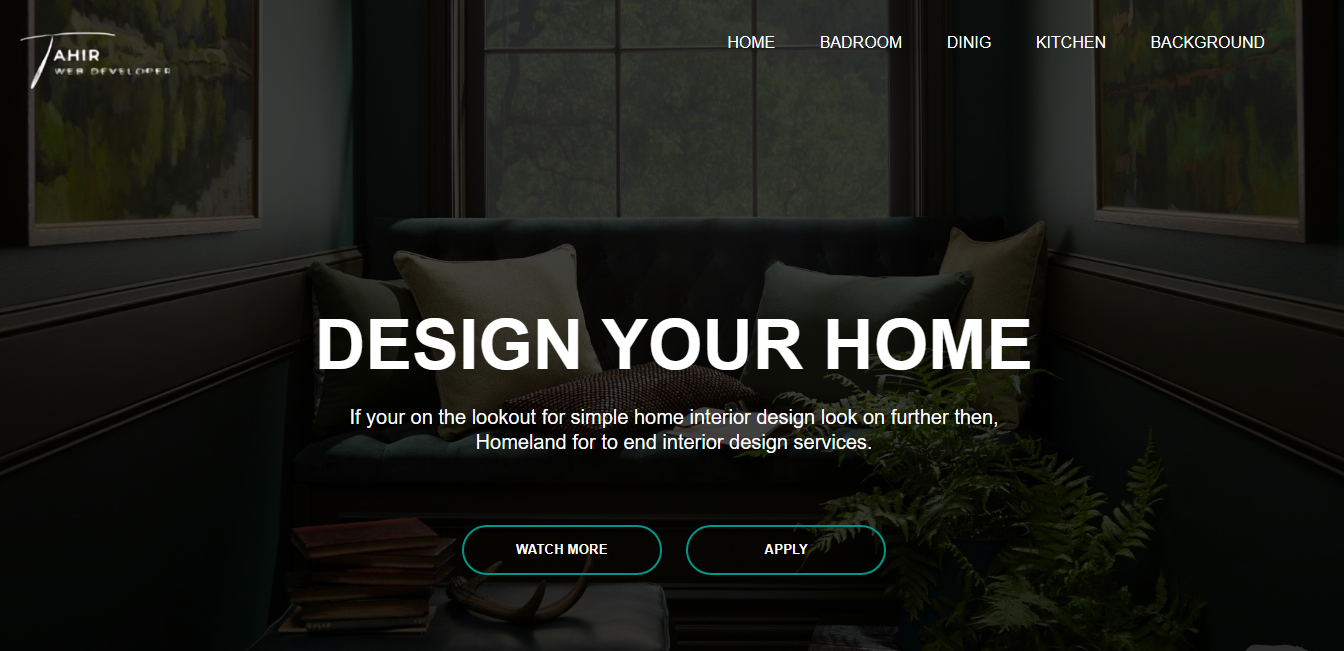 TAHIR
WEB DEVELOPER
HOME BADROOM DINIG KITCHEN BACKGROUND
DESIGN YOUR HOME
If your on the lookout for simple home interior design look on further then,
Homeland for to end interior design services.
WATCH MORE APPLY